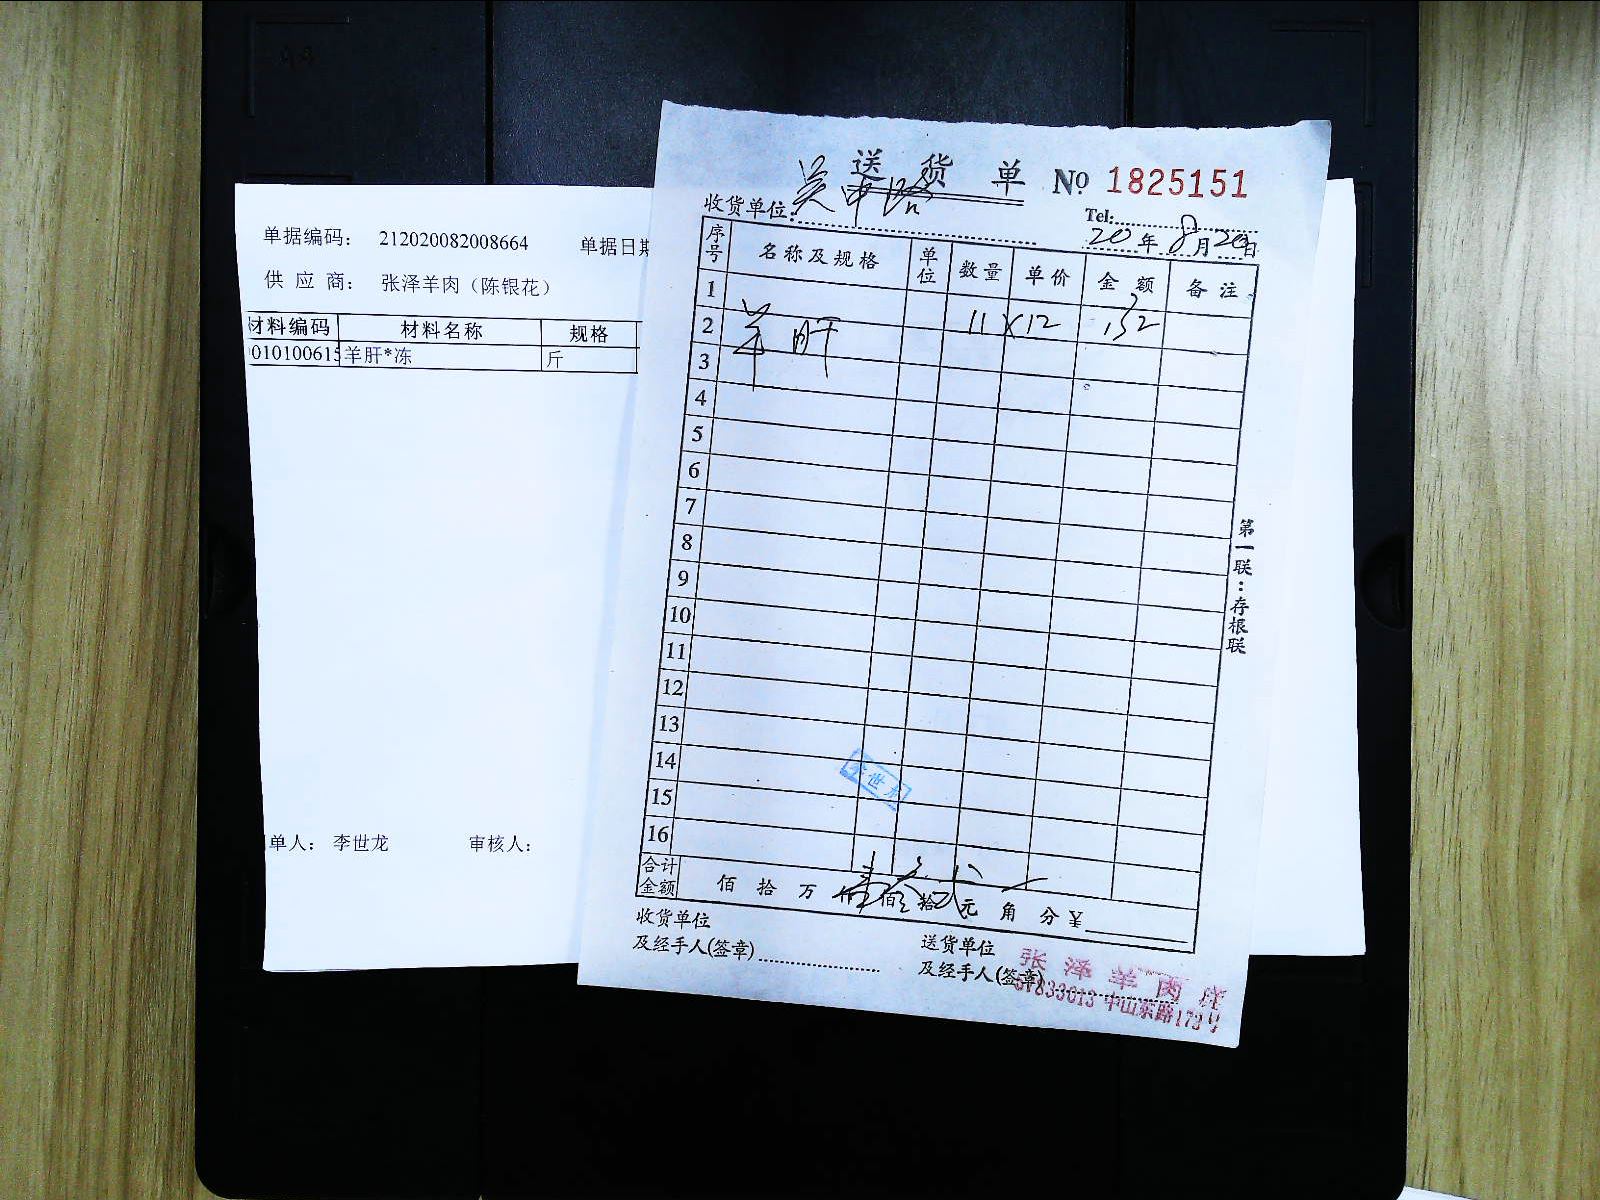 单据编码： 212020082008664 单据日期
供 应 商： 张泽羊肉（陈银花）
材料编码 材料名称 规格
010100615 羊肝*冻 斤
单人： 李世龙 审核人：
送货单 № 1825151
收货单位：
Tel:
20年8月20日
序号 名称及规格 单位 数量 单价 金额 备注
1
2 羊肝 11×12 132
3
4
5
6
7
8
9
10
11
12
13
14
15
16
合计金额 佰 拾 万 仟 佰 拾 元 角 分 ¥
收货单位
及经手人(签章)
送货单位
及经手人(签章)
张泽羊肉庄
57833013 中山东路173号
第一联：存根联